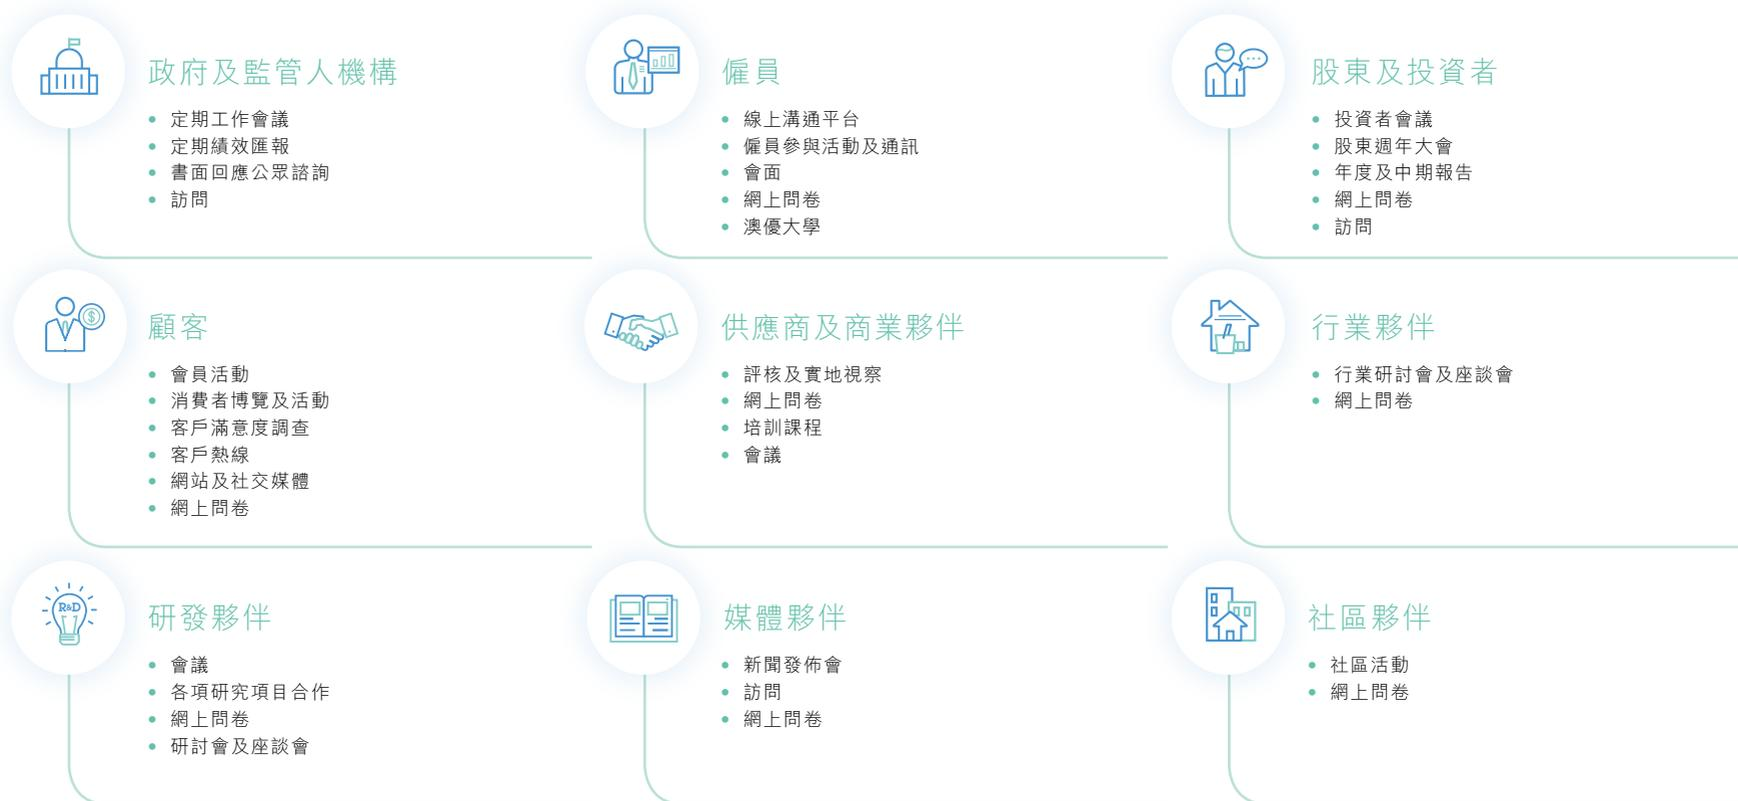 政府及監管人機構
定期工作會議
定期績效匯報
書面回應公眾諮詢
訪問
僱員
線上溝通平台
僱員參與活動及通訊
會面
網上問卷
澳優大學
股東及投資者
投資者會議
股東週年大會
年度及中期報告
網上問卷
訪問
顧客
會員活動
消費者博覽及活動
客戶滿意度調查
客戶熱線
網站及社交媒體
網上問卷
供應商及商業夥伴
評核及實地視察
網上問卷
培訓課程
會議
行業夥伴
行業研討會及座談會
網上問卷
R&D
研發夥伴
會議
各項研究項目合作
網上問卷
研討會及座談會
媒體夥伴
新聞發佈會
訪問
網上問卷
社區夥伴
社區活動
網上問卷